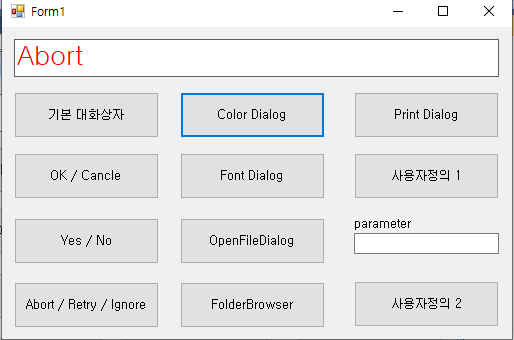 Form1
Abort
기본 대화상자
Color Dialog
Print Dialog
OK / Cancle
Font Dialog
사용자정의 1
parameter
Yes / No
OpenFileDialog
Abort / Retry / Ignore
FolderBrowser
사용자정의 2